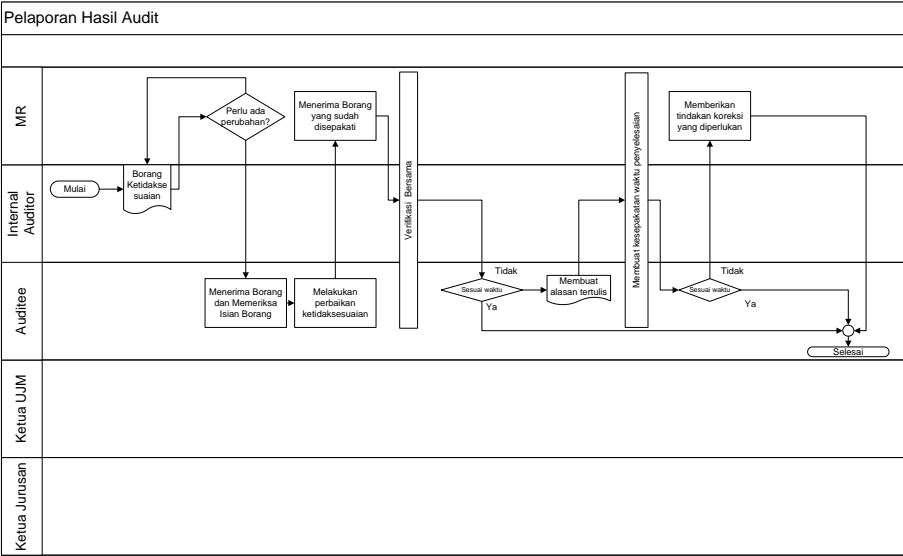 Pelaporan Hasil Audit
MR
Perlu ada
perubahan?
Menerima Borang
yang sudah
disepakati
Memberikan
tindakan koreksi
yang diperlukan
Internal
Auditor
Mulai
Borang
Ketidakse
suaian
Verifikasi Bersama
Membuat kesepakatan waktu penyelesaian
Auditee
Menerima Borang
dan Memeriksa
Isian Borang
Melakukan
perbaikan
ketidaksesuaian
Sesuai waktu
Tidak
Ya
Membuat
alasan tertulis
Sesuai waktu
Tidak
Ya
Selesai
Ketua UJM
Ketua Jurusan